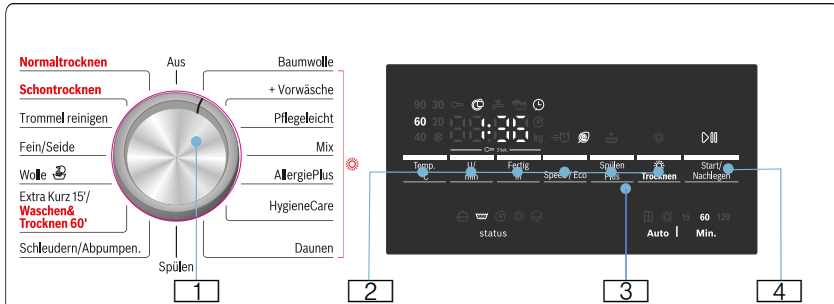 Aus
Normaltrocknen
Schontrocknen
Trommel reinigen
Fein/Seide
Wolle
Extra Kurz 15'/
Waschen&
Trocknen 60'
Schleudern/Abpumpen.
Spülen
Baumwolle
+ Vorwäsche
Pflegeleicht
Mix
AllergiePlus
HygieneCare
Daunen
90 30
60 20
40
1:38
kg
3 Sek.
Temp.
°C
U/
min
Fertig
in
Speed/Eco
Spülen
Plus
Trocknen
Start/
Nachlegen
status
15 60 120
Auto | Min.
1
2
3
4